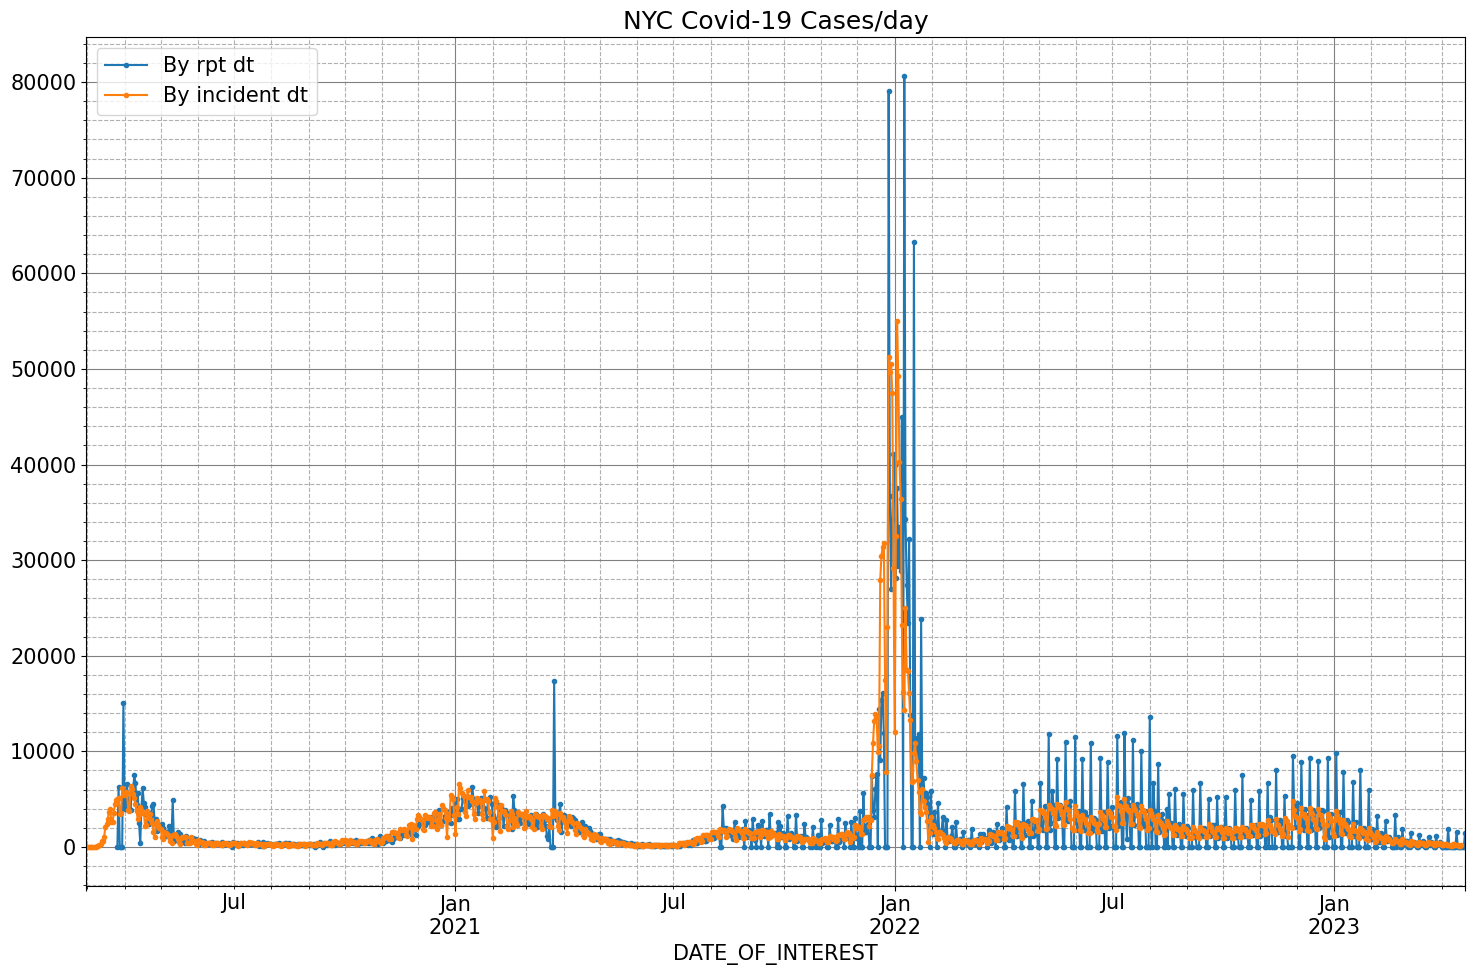 NYC Covid-19 Cases/day
By rpt dt
By incident dt
80000
70000
60000
50000
40000
30000
20000
10000
0
Jul
Jan
2021
Jul
Jan
2022
Jul
Jan
2023
DATE_OF_INTEREST